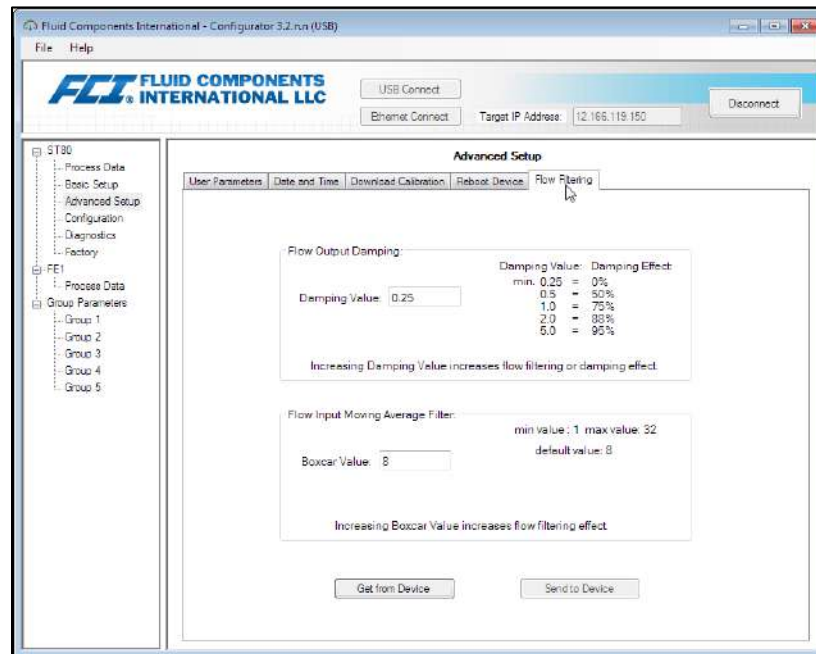 Fluid Components International - Configurator 3.2.run (USB)
File Help
FCI ® FLUID COMPONENTS
INTERNATIONAL LLC
USB Connect
Ethernet Connect
Target IP Address: 12.166.119.150
Disconnect
ST80
Process Data
Basic Setup
Advanced Setup
Configuration
Diagnostics
Factory
FE1
Process Data
Group Parameters
Group 1
Group 2
Group 3
Group 4
Group 5
Advanced Setup
User Parameters Date and Time Download Calibration Reboot Device Flow Filtering
Flow Output Damping:
Damping Value: 0.25
Damping Value: Damping Effect:
min. 0.25 = 0%
0.5 = 50%
1.0 = 75%
2.0 = 88%
5.0 = 95%
Increasing Damping Value increases flow filtering or damping effect.
Flow Input Moving Average Filter:
min value : 1 max value: 32
default value: 8
Boxcar Value: 8
Increasing Boxcar Value increases flow filtering effect.
Get from Device
Send to Device